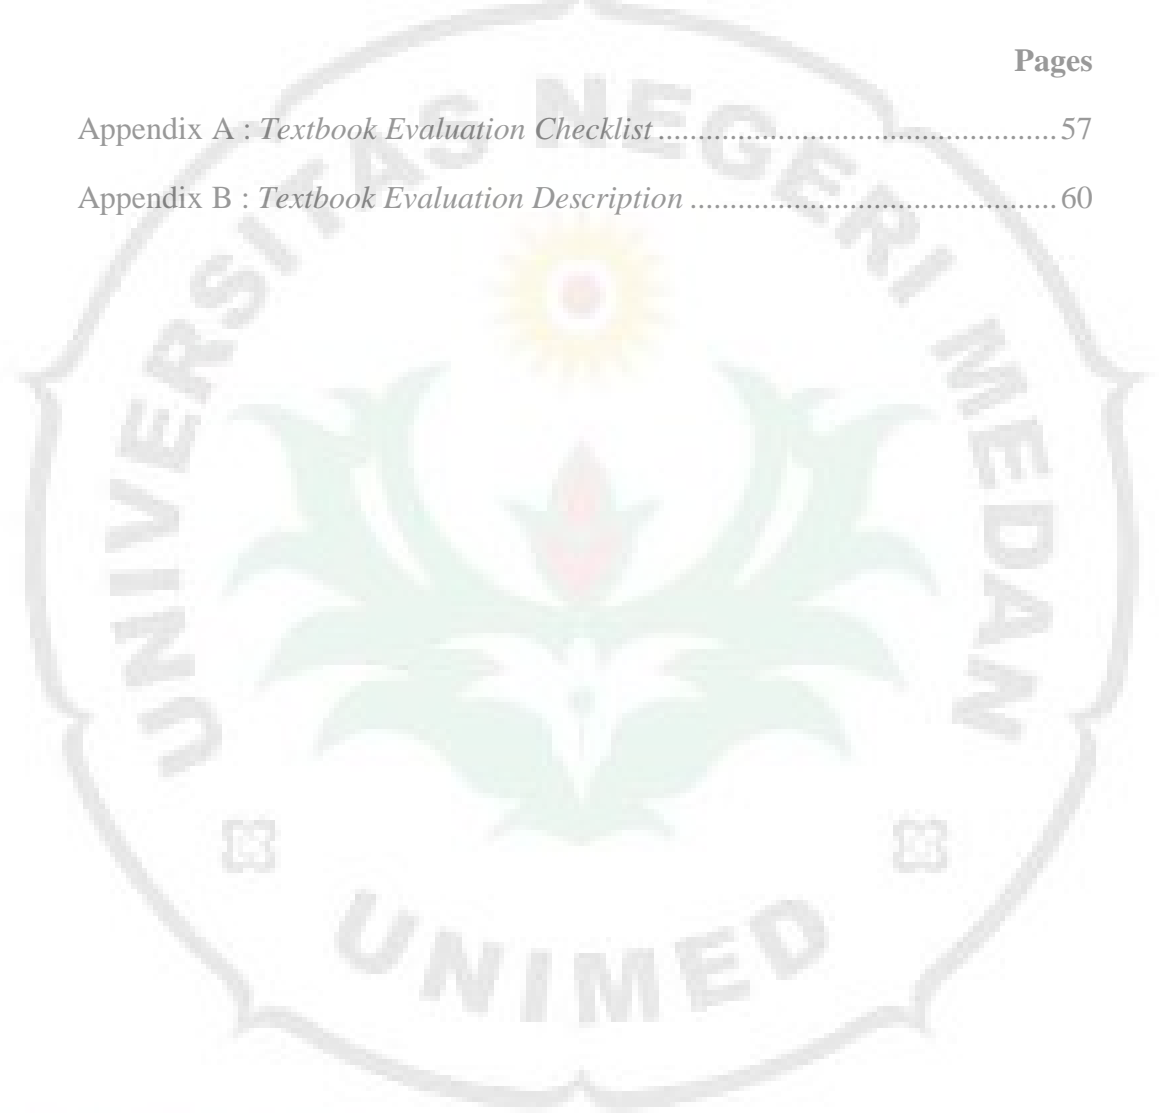 Pages
Appendix A : Textbook Evaluation Checklist .................................................. 57
Appendix B : Textbook Evaluation Description .............................................. 60
UNIVERSITAS NEGERI MEDAN
UNIMED